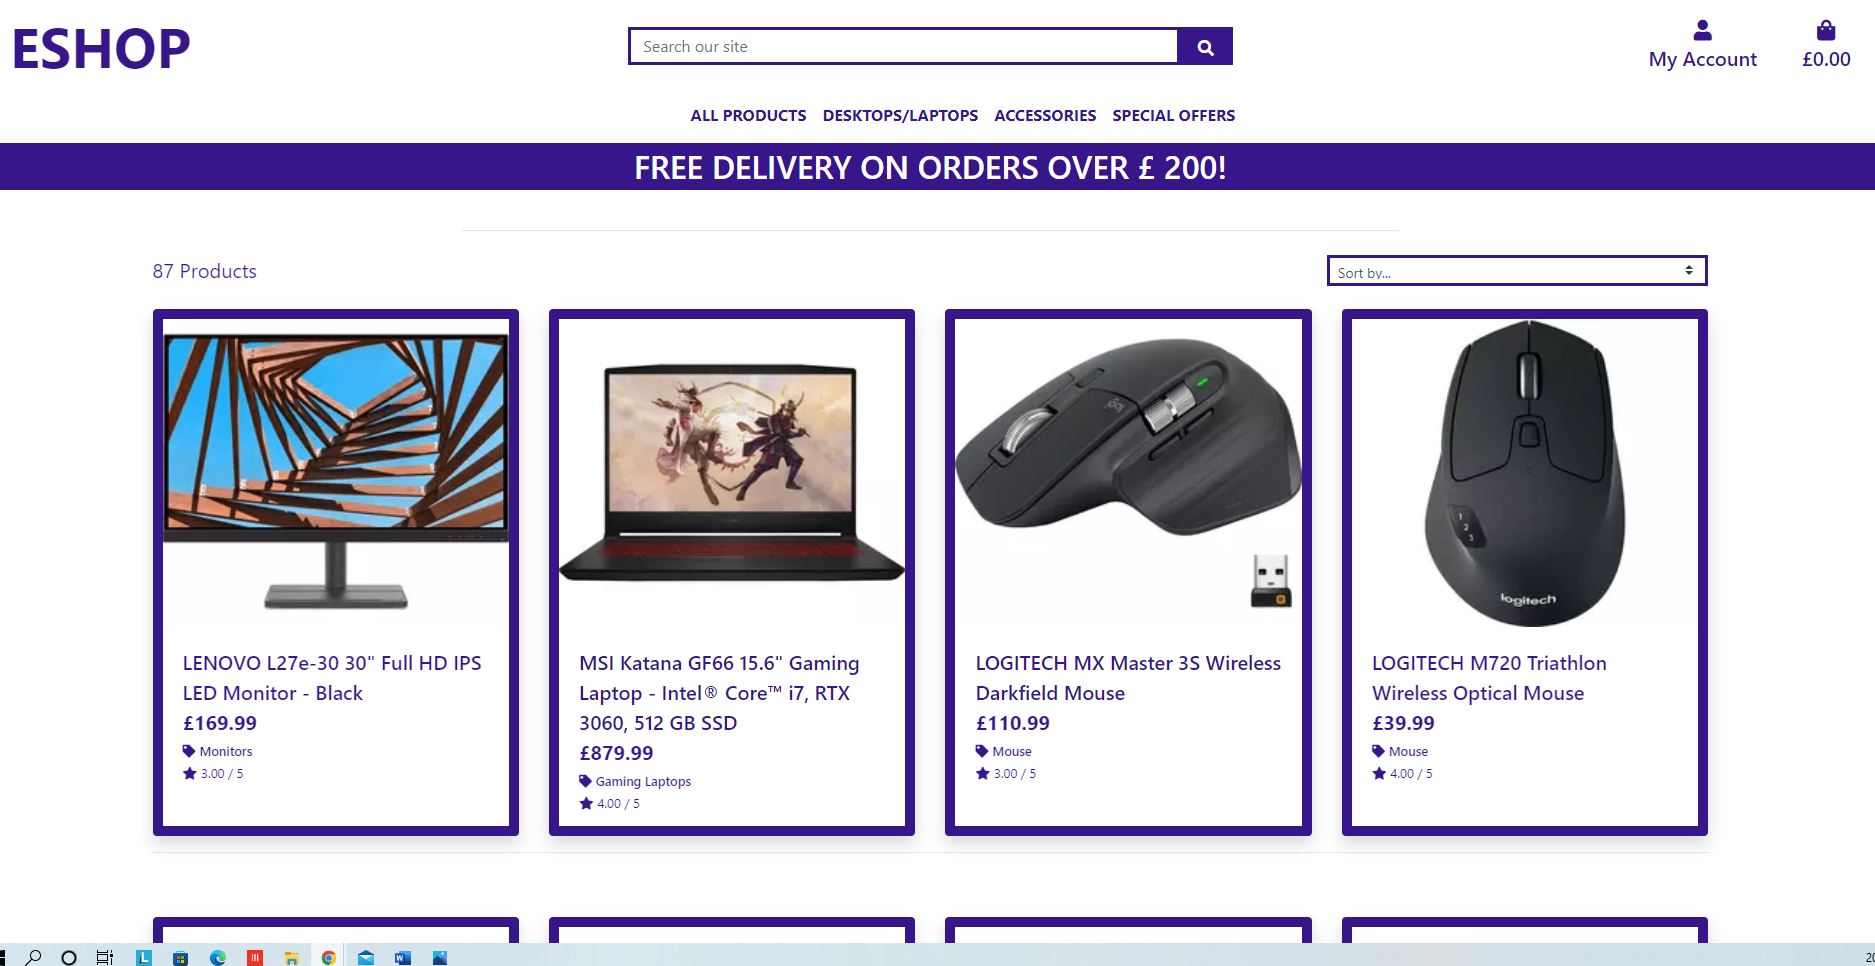 ESHOP
Search our site
My Account
£0.00
ALL PRODUCTS DESKTOPS/LAPTOPS ACCESSORIES SPECIAL OFFERS
FREE DELIVERY ON ORDERS OVER £ 200!
87 Products
Sort by...
logi
1
2
3
logitech
LENOVO L27e-30 30" Full HD IPS
LED Monitor - Black
£169.99
Monitors
3.00 / 5
MSI Katana GF66 15.6" Gaming
Laptop - Intel® Core™ i7, RTX
3060, 512 GB SSD
£879.99
Gaming Laptops
4.00 / 5
LOGITECH MX Master 3S Wireless
Darkfield Mouse
£110.99
Mouse
3.00 / 5
LOGITECH M720 Triathlon
Wireless Optical Mouse
£39.99
Mouse
4.00 / 5
L
W